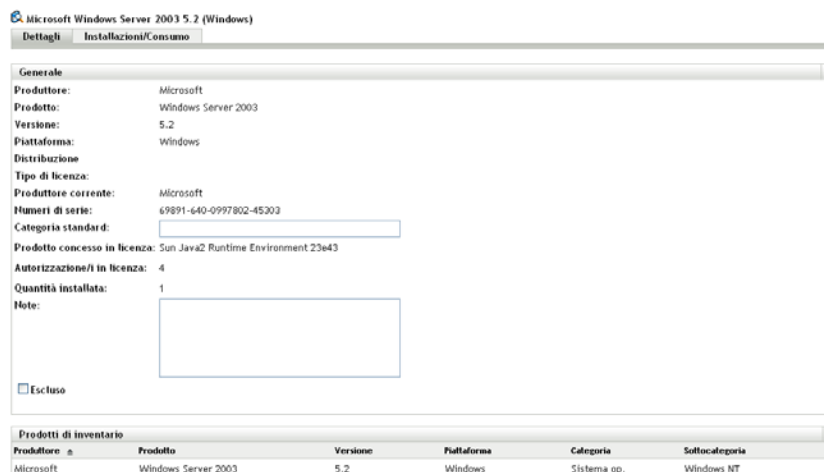 Microsoft Windows Server 2003 5.2 (Windows)
Dettagli Installazioni/Consumo
Generale
Produttore: Microsoft
Prodotto: Windows Server 2003
Versione: 5.2
Piattaforma: Windows
Distribuzione
Tipo di licenza:
Produttore corrente: Microsoft
Numeri di serie: 69891-640-0997802-45303
Categoria standard:
Prodotto concesso in licenza: Sun Java2 Runtime Environment 23e43
Autorizzazione/i in licenza: 4
Quantità installata: 1
Note:
Escluso
Prodotti di inventario
Produttore Prodotto Versione Piattaforma Categoria Sottocategoria
Microsoft Windows Server 2003 5.2 Windows Sistema op. Windows NT